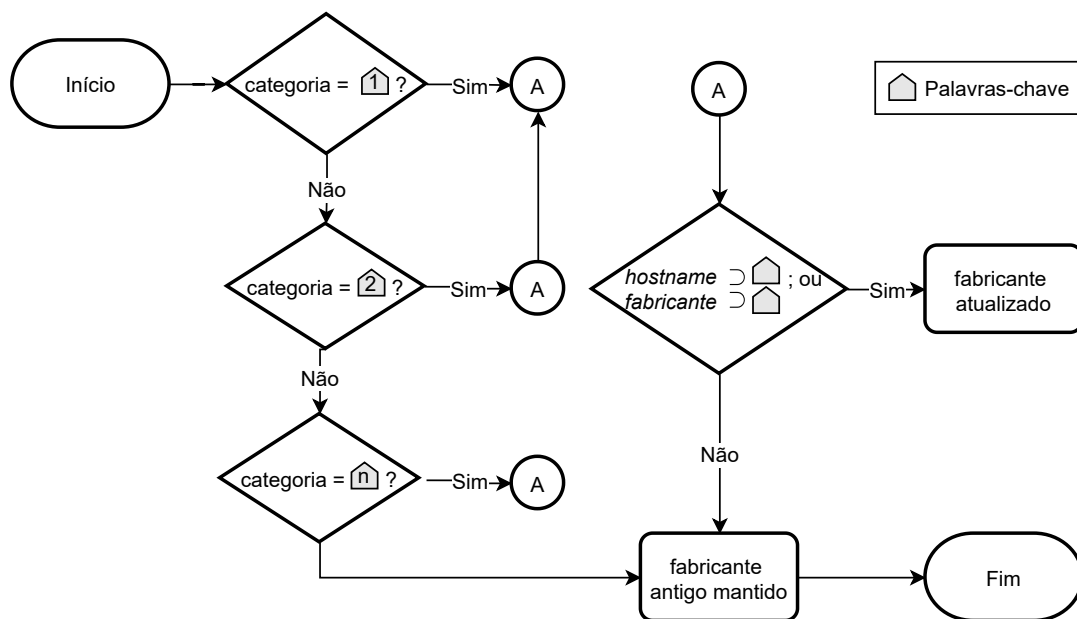 Início
categoria = 1 ?
Sim
A
A
Palavras-chave
Não
categoria = 2 ?
Sim
A
hostname ⊃ ; ou
fabricante ⊃
Sim
fabricante
atualizado
Não
categoria = n ?
Sim
A
Não
fabricante
antigo mantido
Fim